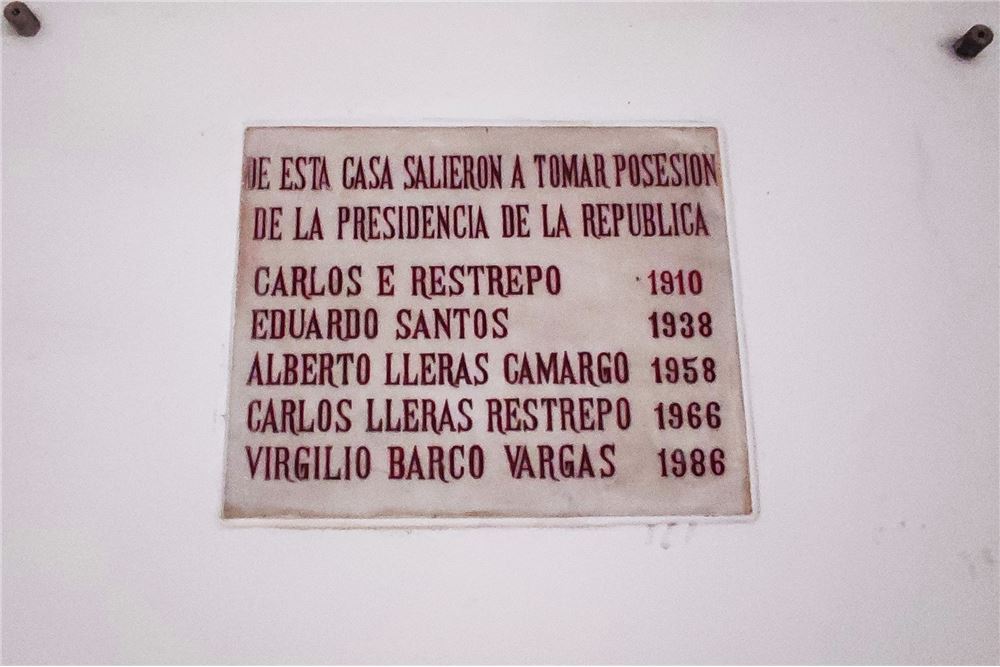 DE ESTA CASA SALIERON A TOMAR POSESION
DE LA PRESIDENCIA DE LA REPUBLICA
CARLOS E RESTREPO 1910
EDUARDO SANTOS 1938
ALBERTO LLERAS CAMARGO 1958
CARLOS LLERAS RESTREPO 1966
VIRGILIO BARCO VARGAS 1986